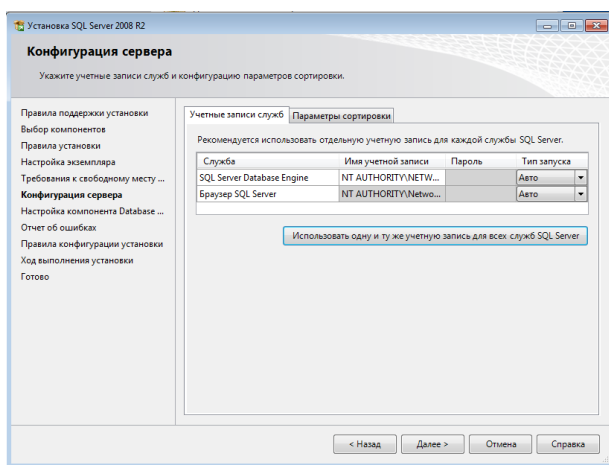 Установка SQL Server 2008 R2
Конфигурация сервера
Укажите учетные записи служб и конфигурацию параметров сортировки.
Правила поддержки установки
Выбор компонентов
Правила установки
Настройка экземпляра
Требования к свободному месту ...
Конфигурация сервера
Настройка компонента Database ...
Отчет об ошибках
Правила конфигурации установки
Ход выполнения установки
Готово
Учетные записи служб Параметры сортировки
Рекомендуется использовать отдельную учетную запись для каждой службы SQL Server.
Служба Имя учетной записи Пароль Тип запуска
SQL Server Database Engine NT AUTHORITY\NETW... Авто
Браузер SQL Server NT AUTHORITY\Netwo... Авто
Использовать одну и ту же учетную запись для всех служб SQL Server
< Назад Далее > Отмена Справка